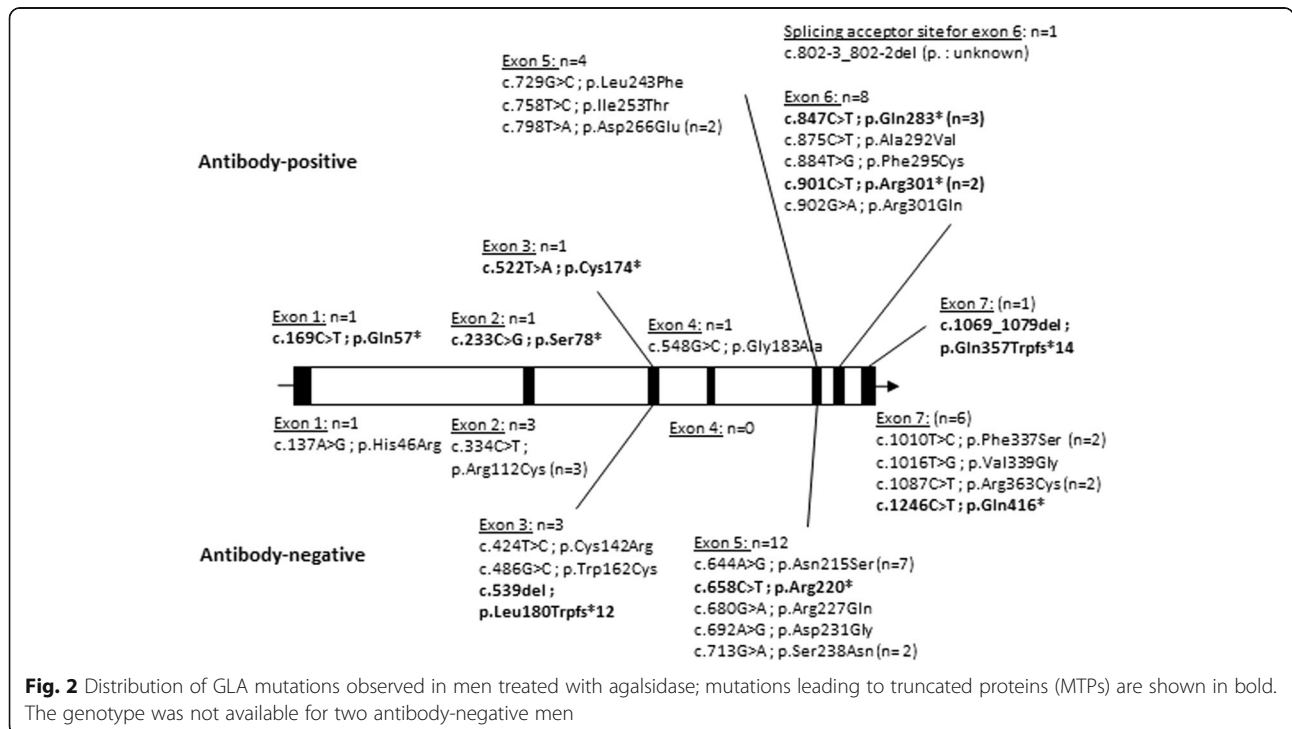 Splicing acceptor site for exon 6: n=1
c.802-3_802-2del (p. : unknown)
Exon 5: n=4
c.729G>C ; p.Leu243Phe
c.758T>C ; p.Ile253Thr
c.798T>A ; p.Asp266Glu (n=2)
Exon 6: n=8
c.847C>T ; p.Gln283* (n=3)
c.875C>T ; p.Ala292Val
c.884T>G ; p.Phe295Cys
c.901C>T ; p.Arg301* (n=2)
c.902G>A ; p.Arg301Gln
Antibody-positive
Exon 3: n=1
c.522T>A ; p.Cys174*
Exon 1: n=1
c.169C>T ; p.Gln57*
Exon 2: n=1
c.233C>G ; p.Ser78*
Exon 4: n=1
c.548G>C ; p.Gly183Ala
Exon 7: (n=1)
c.1069_1079del ;
p.Gln357Trpfs*14
Exon 1: n=1
c.137A>G ; p.His46Arg
Exon 2: n=3
c.334C>T ;
p.Arg112Cys (n=3)
Exon 4: n=0
Exon 7: (n=6)
c.1010T>C ; p.Phe337Ser (n=2)
c.1016T>G ; p.Val339Gly
c.1087C>T ; p.Arg363Cys (n=2)
c.1246C>T ; p.Gln416*
Antibody-negative
Exon 3: n=3
c.424T>C ; p.Cys142Arg
c.486G>C ; p.Trp162Cys
c.539del ;
p.Leu180Trpfs*12
Exon 5: n=12
c.644A>G ; p.Asn215Ser (n=7)
c.658C>T ; p.Arg220*
c.680G>A ; p.Arg227Gln
c.692A>G ; p.Asp231Gly
c.713G>A ; p.Ser238Asn (n= 2)
Fig. 2 Distribution of GLA mutations observed in men treated with agalsidase; mutations leading to truncated proteins (MTPs) are shown in bold.
The genotype was not available for two antibody-negative men